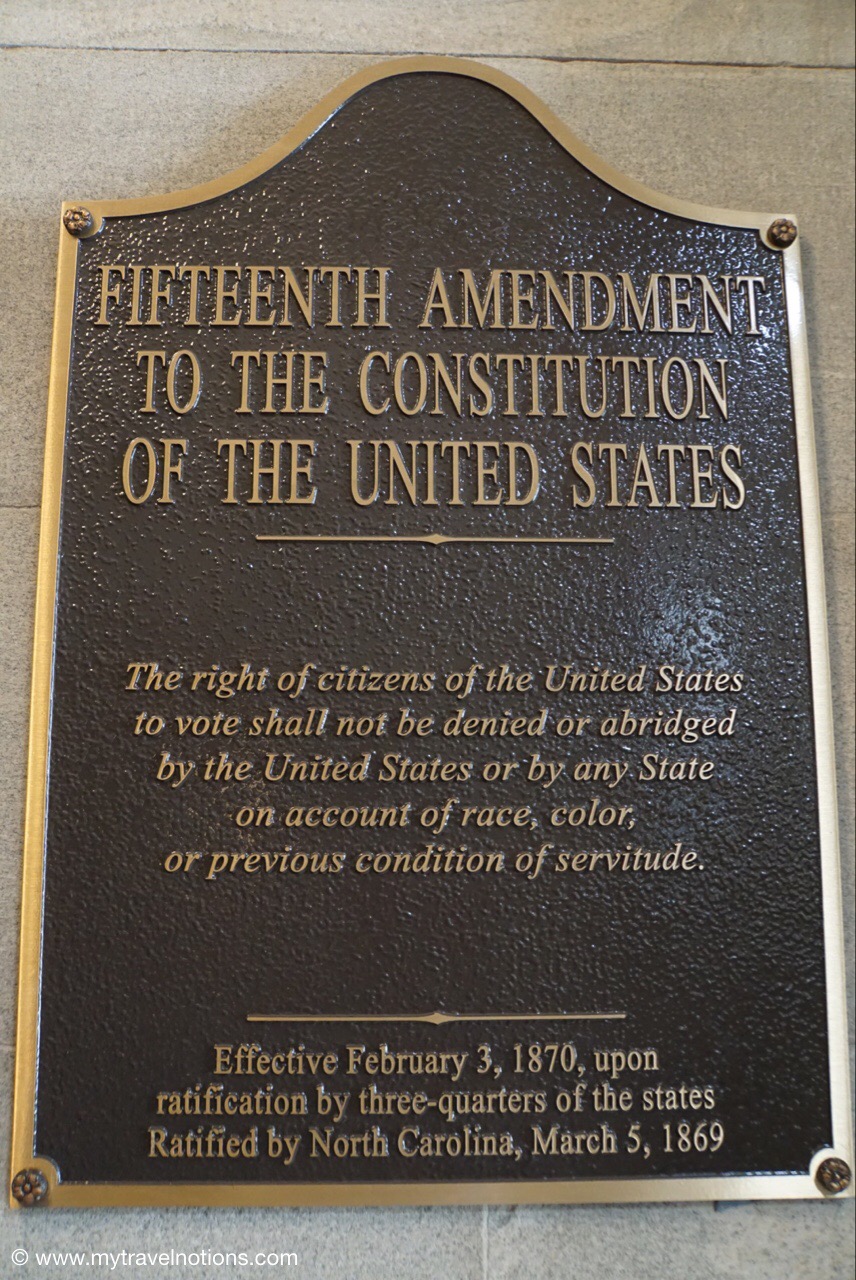 FIFTEENTH AMENDMENT
TO THE CONSTITUTION
OF THE UNITED STATES
The right of citizens of the United States
to vote shall not be denied or abridged
by the United States or by any State
on account of race, color,
or previous condition of servitude.
Effective February 3, 1870, upon
ratification by three-quarters of the states
Ratified by North Carolina, March 5, 1869
© www.mytravelnotions.com